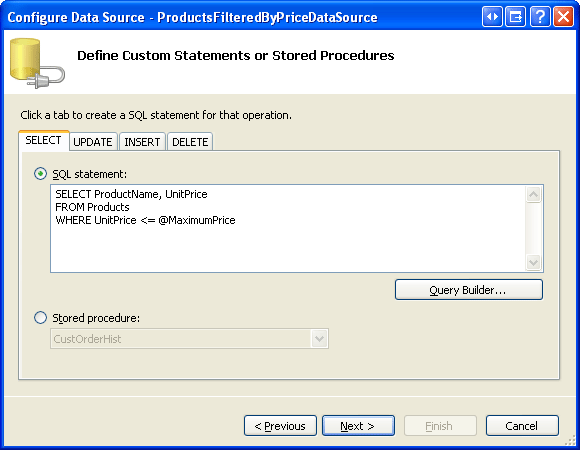 Configure Data Source - ProductsFilteredByPriceDataSource
?
Define Custom Statements or Stored Procedures
Click a tab to create a SQL statement for that operation.
SELECT UPDATE INSERT DELETE
SQL statement:
SELECT ProductName, UnitPrice
FROM Products
WHERE UnitPrice <= @MaximumPrice
Query Builder...
Stored procedure:
CustOrderHist
< Previous Next > Finish Cancel